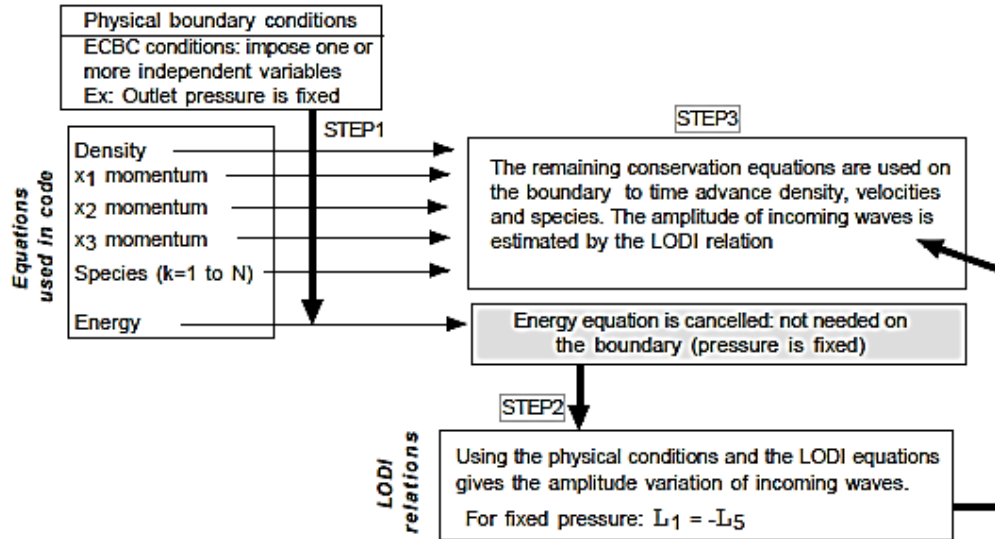 Physical boundary conditions
ECBC conditions: impose one or
more independent variables
Ex: Outlet pressure is fixed
STEP1
STEP3
Equations
used in code
Density
x1 momentum
x2 momentum
x3 momentum
Species (k=1 to N)
Energy
The remaining conservation equations are used on
the boundary to time advance density, velocities
and species. The amplitude of incoming waves is
estimated by the LODI relation
Energy equation is cancelled: not needed on
the boundary (pressure is fixed)
STEP2
LODI
relations
Using the physical conditions and the LODI equations
gives the amplitude variation of incoming waves.
For fixed pressure: L1 = -L5